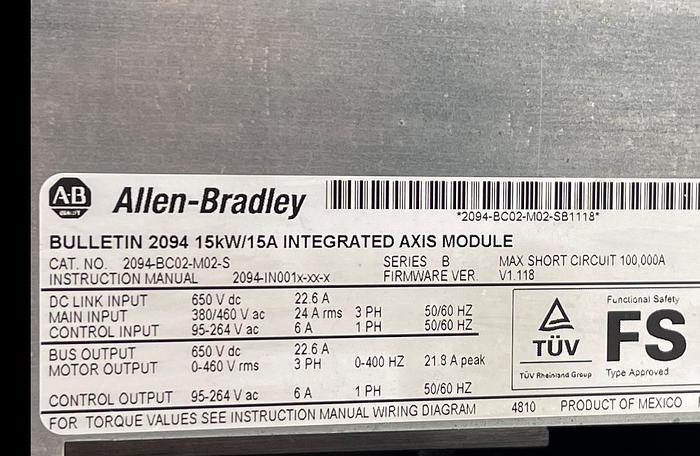 A-B
QUALITY
Allen-Bradley
*2094-BC02-M02-SB1118*
BULLETIN 2094 15kW/15A INTEGRATED AXIS MODULE
CAT. NO. 2094-BC02-M02-S SERIES B MAX SHORT CIRCUIT 100,000A
INSTRUCTION MANUAL 2094-IN001x-xx-x FIRMWARE VER. V1.118
DC LINK INPUT 650 V dc 22.6 A
MAIN INPUT 380/460 V ac 24 A rms 3 PH 50/60 HZ
CONTROL INPUT 95-264 V ac 6 A 1 PH 50/60 HZ
BUS OUTPUT 650 V dc 22.6 A
MOTOR OUTPUT 0-460 V rms 3 PH 0-400 HZ 21.8 A peak
CONTROL OUTPUT 95-264 V ac 6 A 1 PH 50/60 HZ
TÜV
TÜV Rheinland Group
Functional Safety
FS
Type Approved
FOR TORQUE VALUES SEE INSTRUCTION MANUAL WIRING DIAGRAM 4810 PRODUCT OF MEXICO